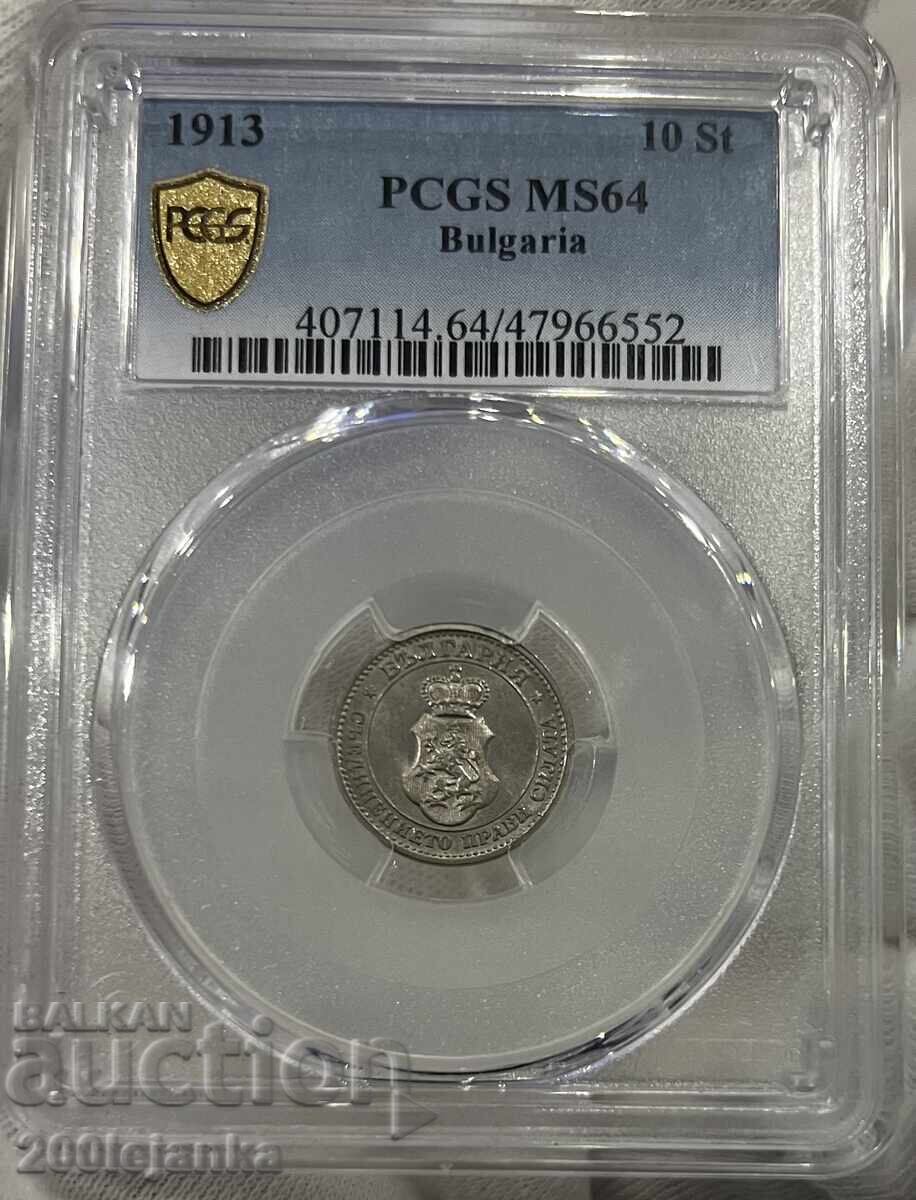 1913
10 St
PCGS MS64
Bulgaria
PCGS
407114.64/47966552
★ БЪЛГАРИЯ ★
СЪЕДИНЕНИЕТО ПРАВИ СИЛАТА
BALKAN
auction
200lejanka